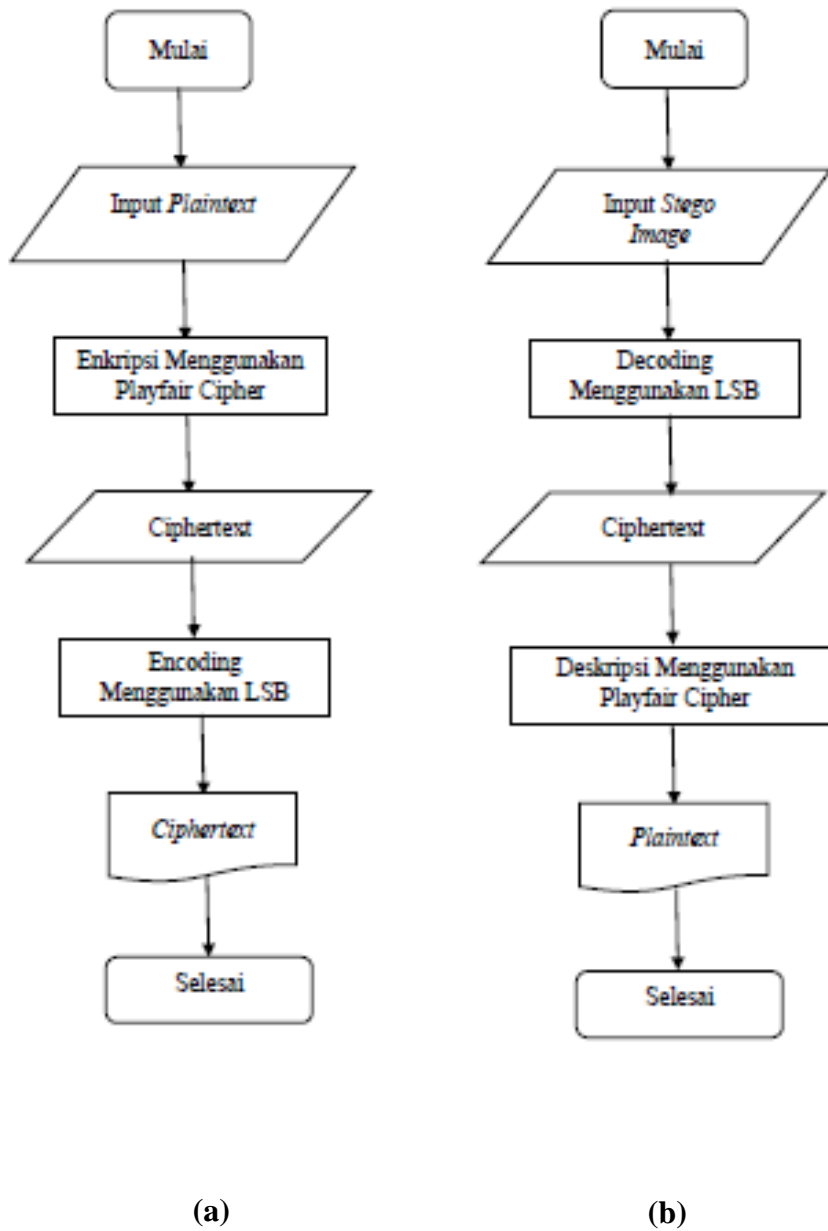 Mulai
Input Plaintext
Enkripsi Menggunakan
Playfair Cipher
Ciphertext
Encoding
Menggunakan LSB
Ciphertext
Selesai
(a)
Mulai
Input Stego
Image
Decoding
Menggunakan LSB
Ciphertext
Deskripsi Menggunakan
Playfair Cipher
Plaintext
Selesai
(b)